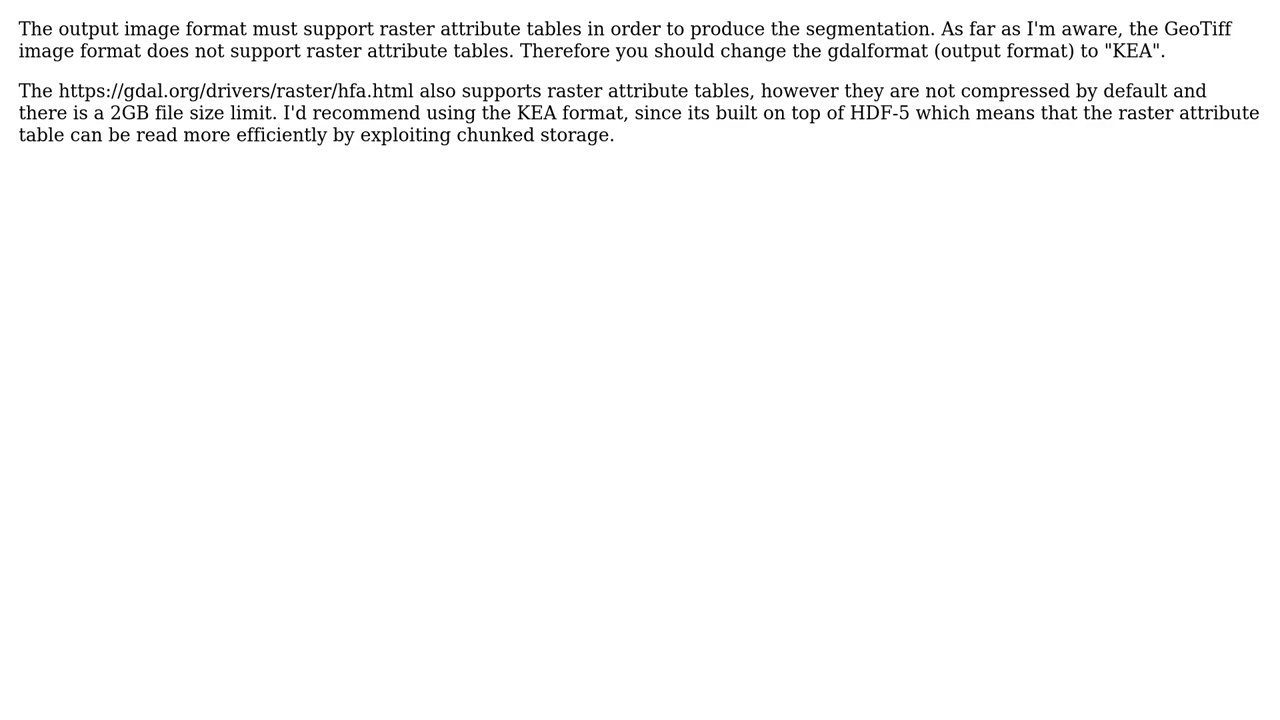 The output image format must support raster attribute tables in order to produce the segmentation. As far as I'm aware, the GeoTiff
image format does not support raster attribute tables. Therefore you should change the gdalformat (output format) to "KEA".
The https://gdal.org/drivers/raster/hfa.html also supports raster attribute tables, however they are not compressed by default and
there is a 2GB file size limit. I'd recommend using the KEA format, since its built on top of HDF-5 which means that the raster attribute
table can be read more efficiently by exploiting chunked storage.